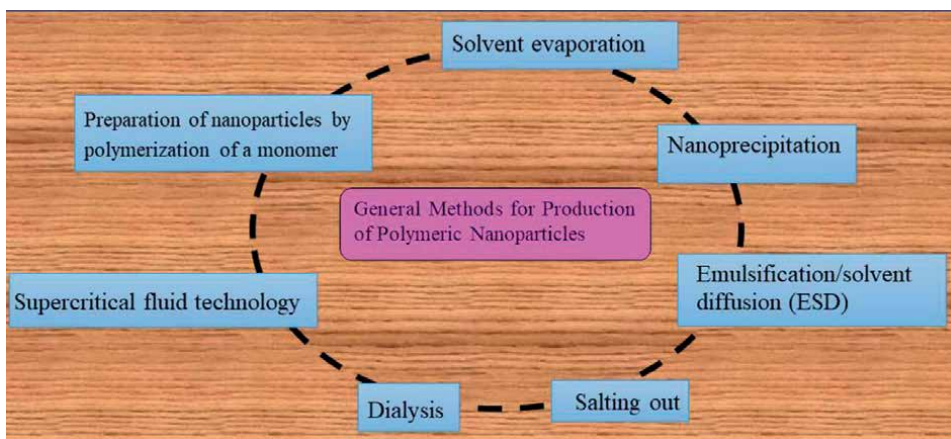 Solvent evaporation
Preparation of nanoparticles by
polymerization of a monomer
Nanoprecipitation
General Methods for Production
of Polymeric Nanoparticles
Supercritical fluid technology
Emulsification/solvent
diffusion (ESD)
Dialysis
Salting out